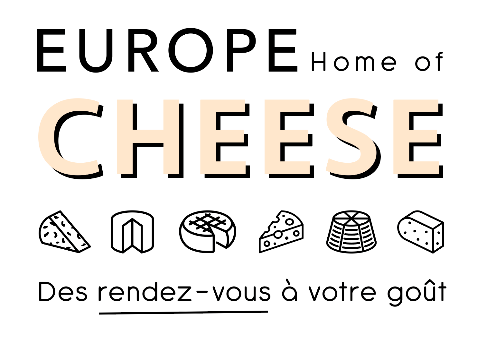 EUROPE Home of
CHEESE
Des rendez-vous à votre goût